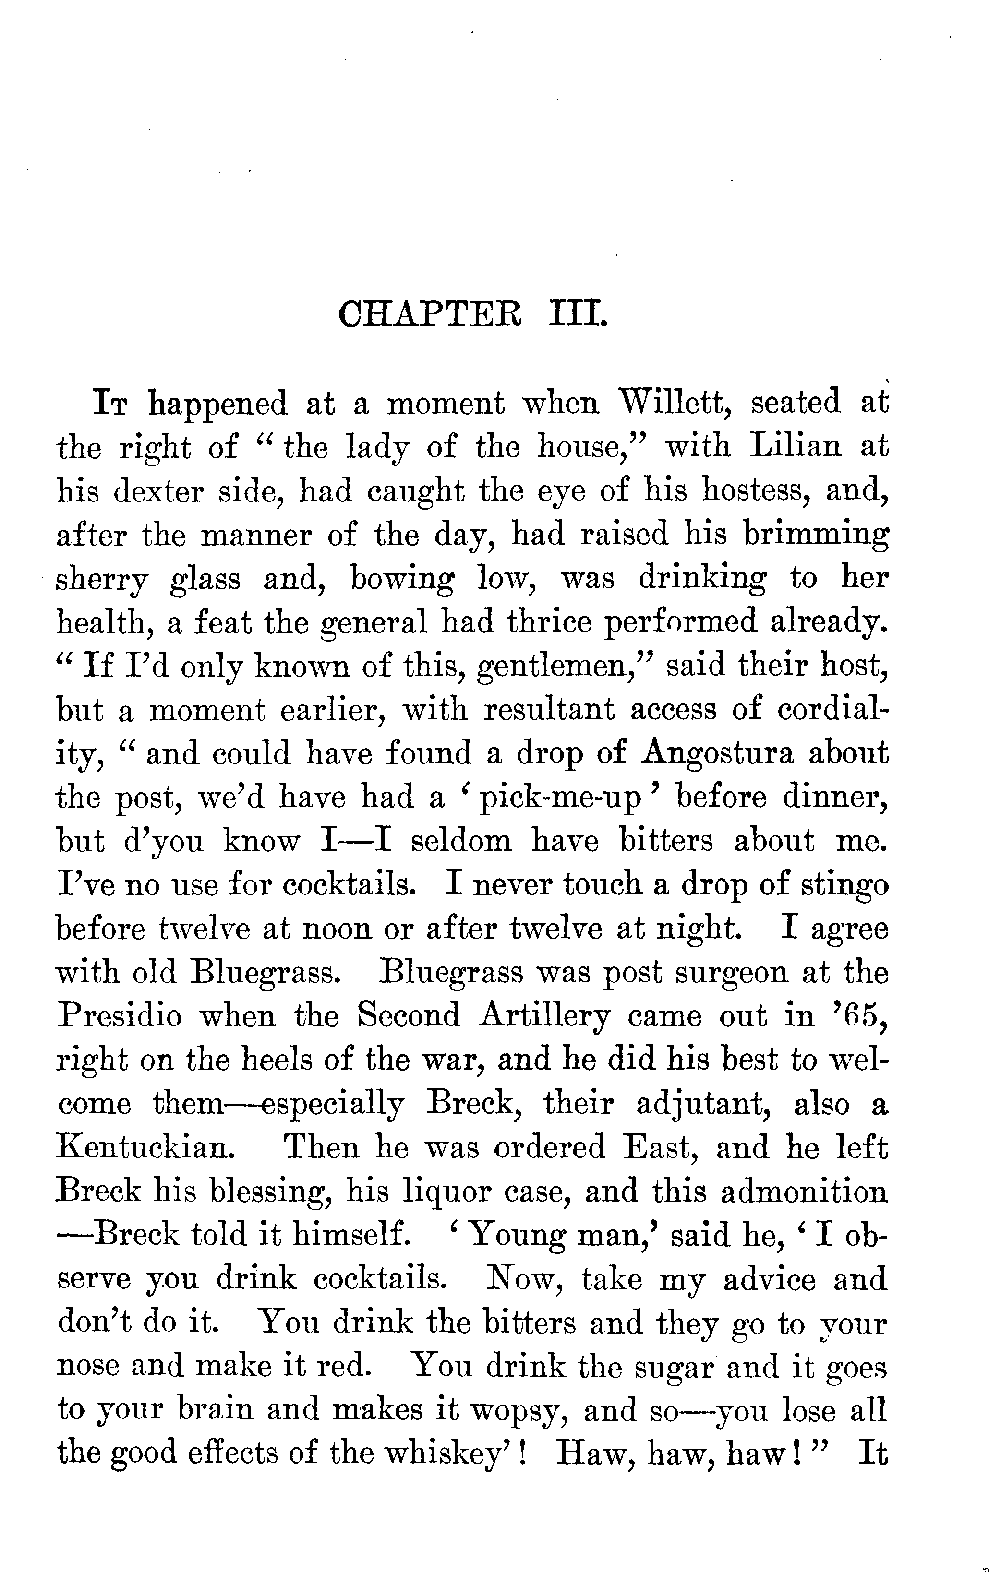 CHAPTER III.
It happened at a moment when Willett, seated at
the right of “ the lady of the house,” with Lilian at
his dexter side, had caught the eye of his hostess, and,
after the manner of the day, had raised his brimming
sherry glass and, bowing low, was drinking to her
health, a feat the general had thrice performed already.
“ If I’d only known of this, gentlemen,” said their host,
but a moment earlier, with resultant access of cordial-
ity, “ and could have found a drop of Angostura about
the post, we’d have had a ‘ pick-me-up ’ before dinner,
but d’you know I—I seldom have bitters about me.
I’ve no use for cocktails. I never touch a drop of stingo
before twelve at noon or after twelve at night. I agree
with old Bluegrass. Bluegrass was post surgeon at the
Presidio when the Second Artillery came out in ’65,
right on the heels of the war, and he did his best to wel-
come them—especially Breck, their adjutant, also a
Kentuckian. Then he was ordered East, and he left
Breck his blessing, his liquor case, and this admonition
—Breck told it himself. ‘ Young man,’ said he, ‘ I ob-
serve you drink cocktails. Now, take my advice and
don’t do it. You drink the bitters and they go to your
nose and make it red. You drink the sugar and it goes
to your brain and makes it wopsy, and so—you lose all
the good effects of the whiskey’ ! Haw, haw, haw ! ” It